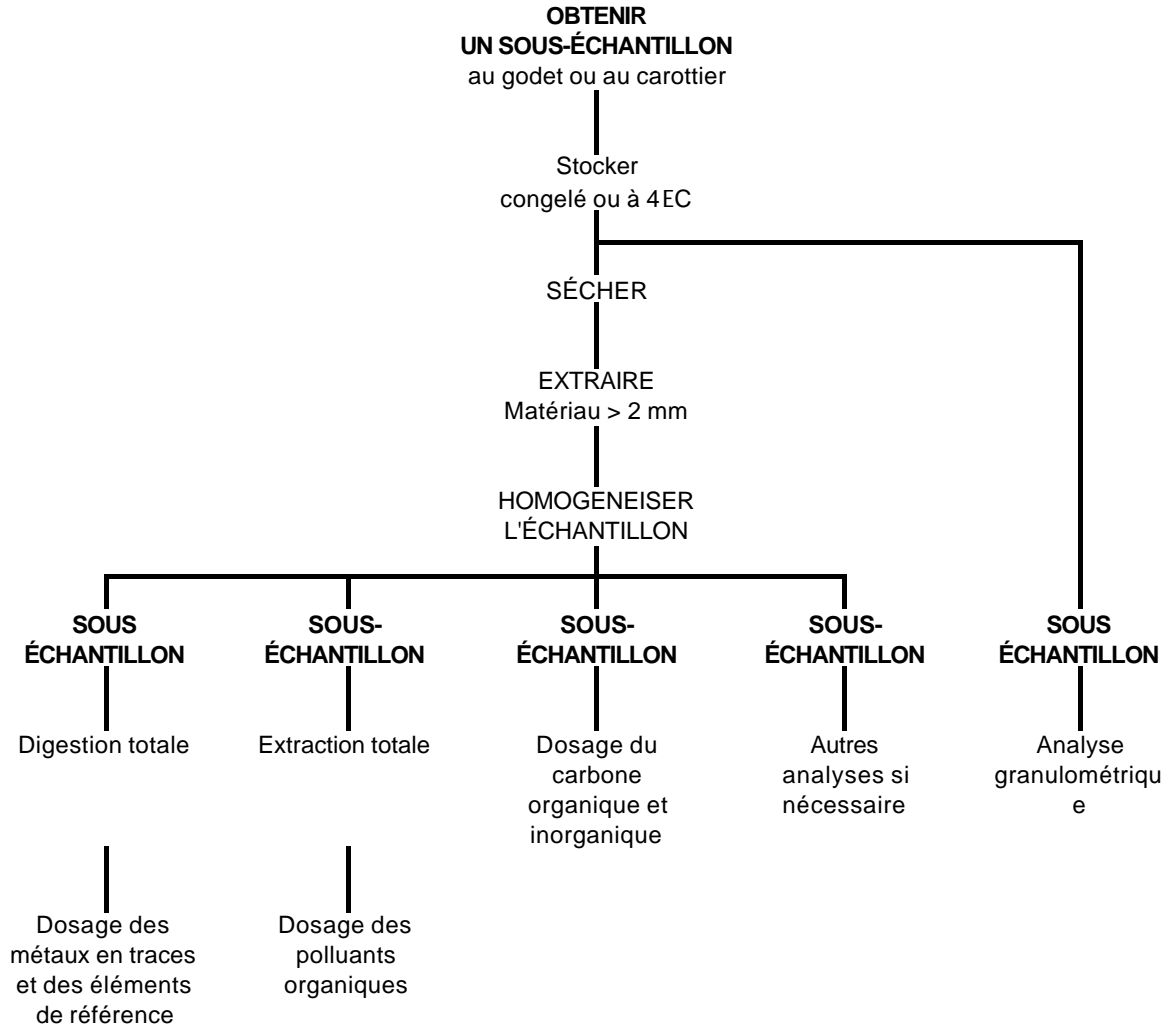 OBTENIR
UN SOUS-ÉCHANTILLON
au godet ou au carottier
Stocker
congelé ou à 4EC
SÉCHER
EXTRAIRE
Matériau > 2 mm
HOMOGENEISER
L'ÉCHANTILLON
SOUS
ÉCHANTILLON
Digestion totale
Dosage des
métaux en traces
et des éléments
de référence
SOUS-
ÉCHANTILLON
Extraction totale
Dosage des
polluants
organiques
SOUS-
ÉCHANTILLON
Dosage du
carbone
organique et
inorganique
SOUS-
ÉCHANTILLON
Autres
analyses si
nécessaire
SOUS
ÉCHANTILLON
Analyse
granulométriqu
e